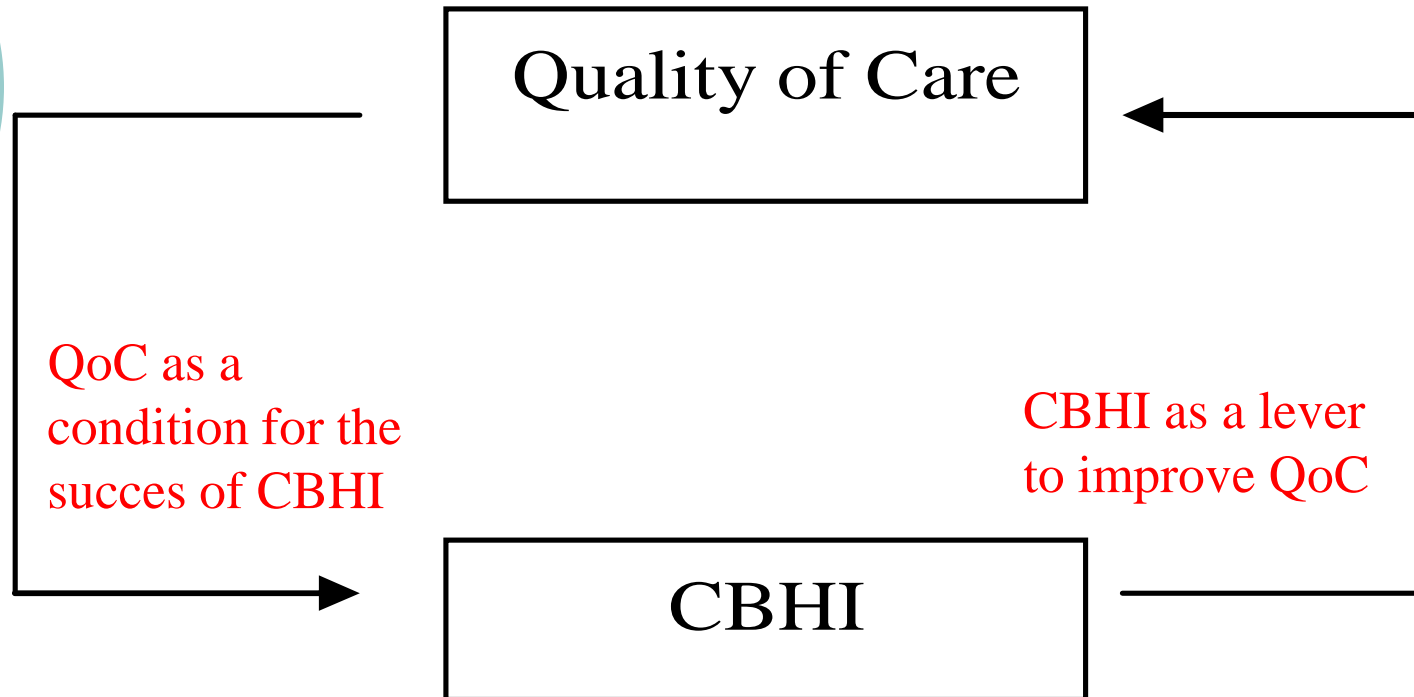 Quality of Care
QoC as a
condition for the
succes of CBHI
CBHI as a lever
to improve QoC
CBHI